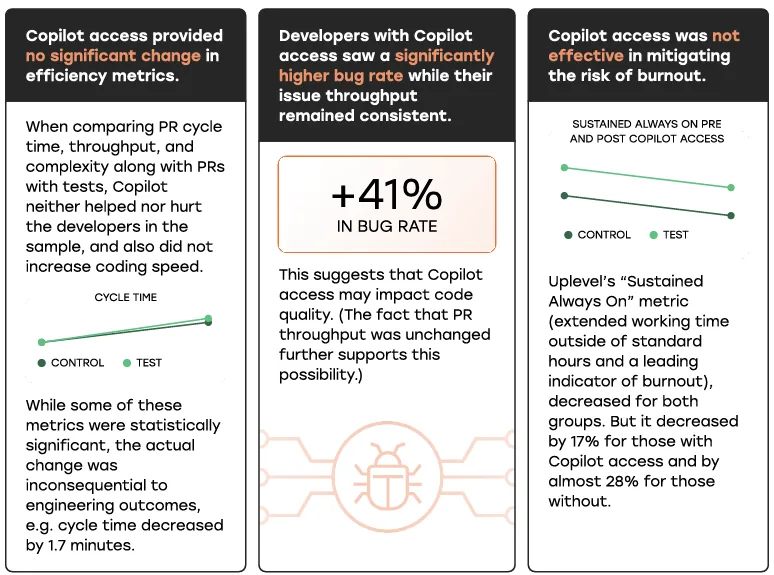 Copilot access provided
no significant change in
efficiency metrics.
When comparing PR cycle
time, throughput, and
complexity along with PRs
with tests, Copilot
neither helped nor hurt
the developers in the
sample, and also did not
increase coding speed.
CYCLE TIME
CONTROL TEST
While some of these
metrics were statistically
significant, the actual
change was
inconsequential to
engineering outcomes,
e.g. cycle time decreased
by 1.7 minutes.
Developers with Copilot
access saw a significantly
higher bug rate while their
issue throughput
remained consistent.
+41%
IN BUG RATE
This suggests that Copilot
access may impact code
quality. (The fact that PR
throughput was unchanged
further supports this
possibility.)
Copilot access was not
effective in mitigating
the risk of burnout.
SUSTAINED ALWAYS ON PRE
AND POST COPILOT ACCESS
CONTROL TEST
Uplevel’s “Sustained
Always On” metric
(extended working time
outside of standard
hours and a leading
indicator of burnout),
decreased for both
groups. But it decreased
by 17% for those with
Copilot access and by
almost 28% for those
without.